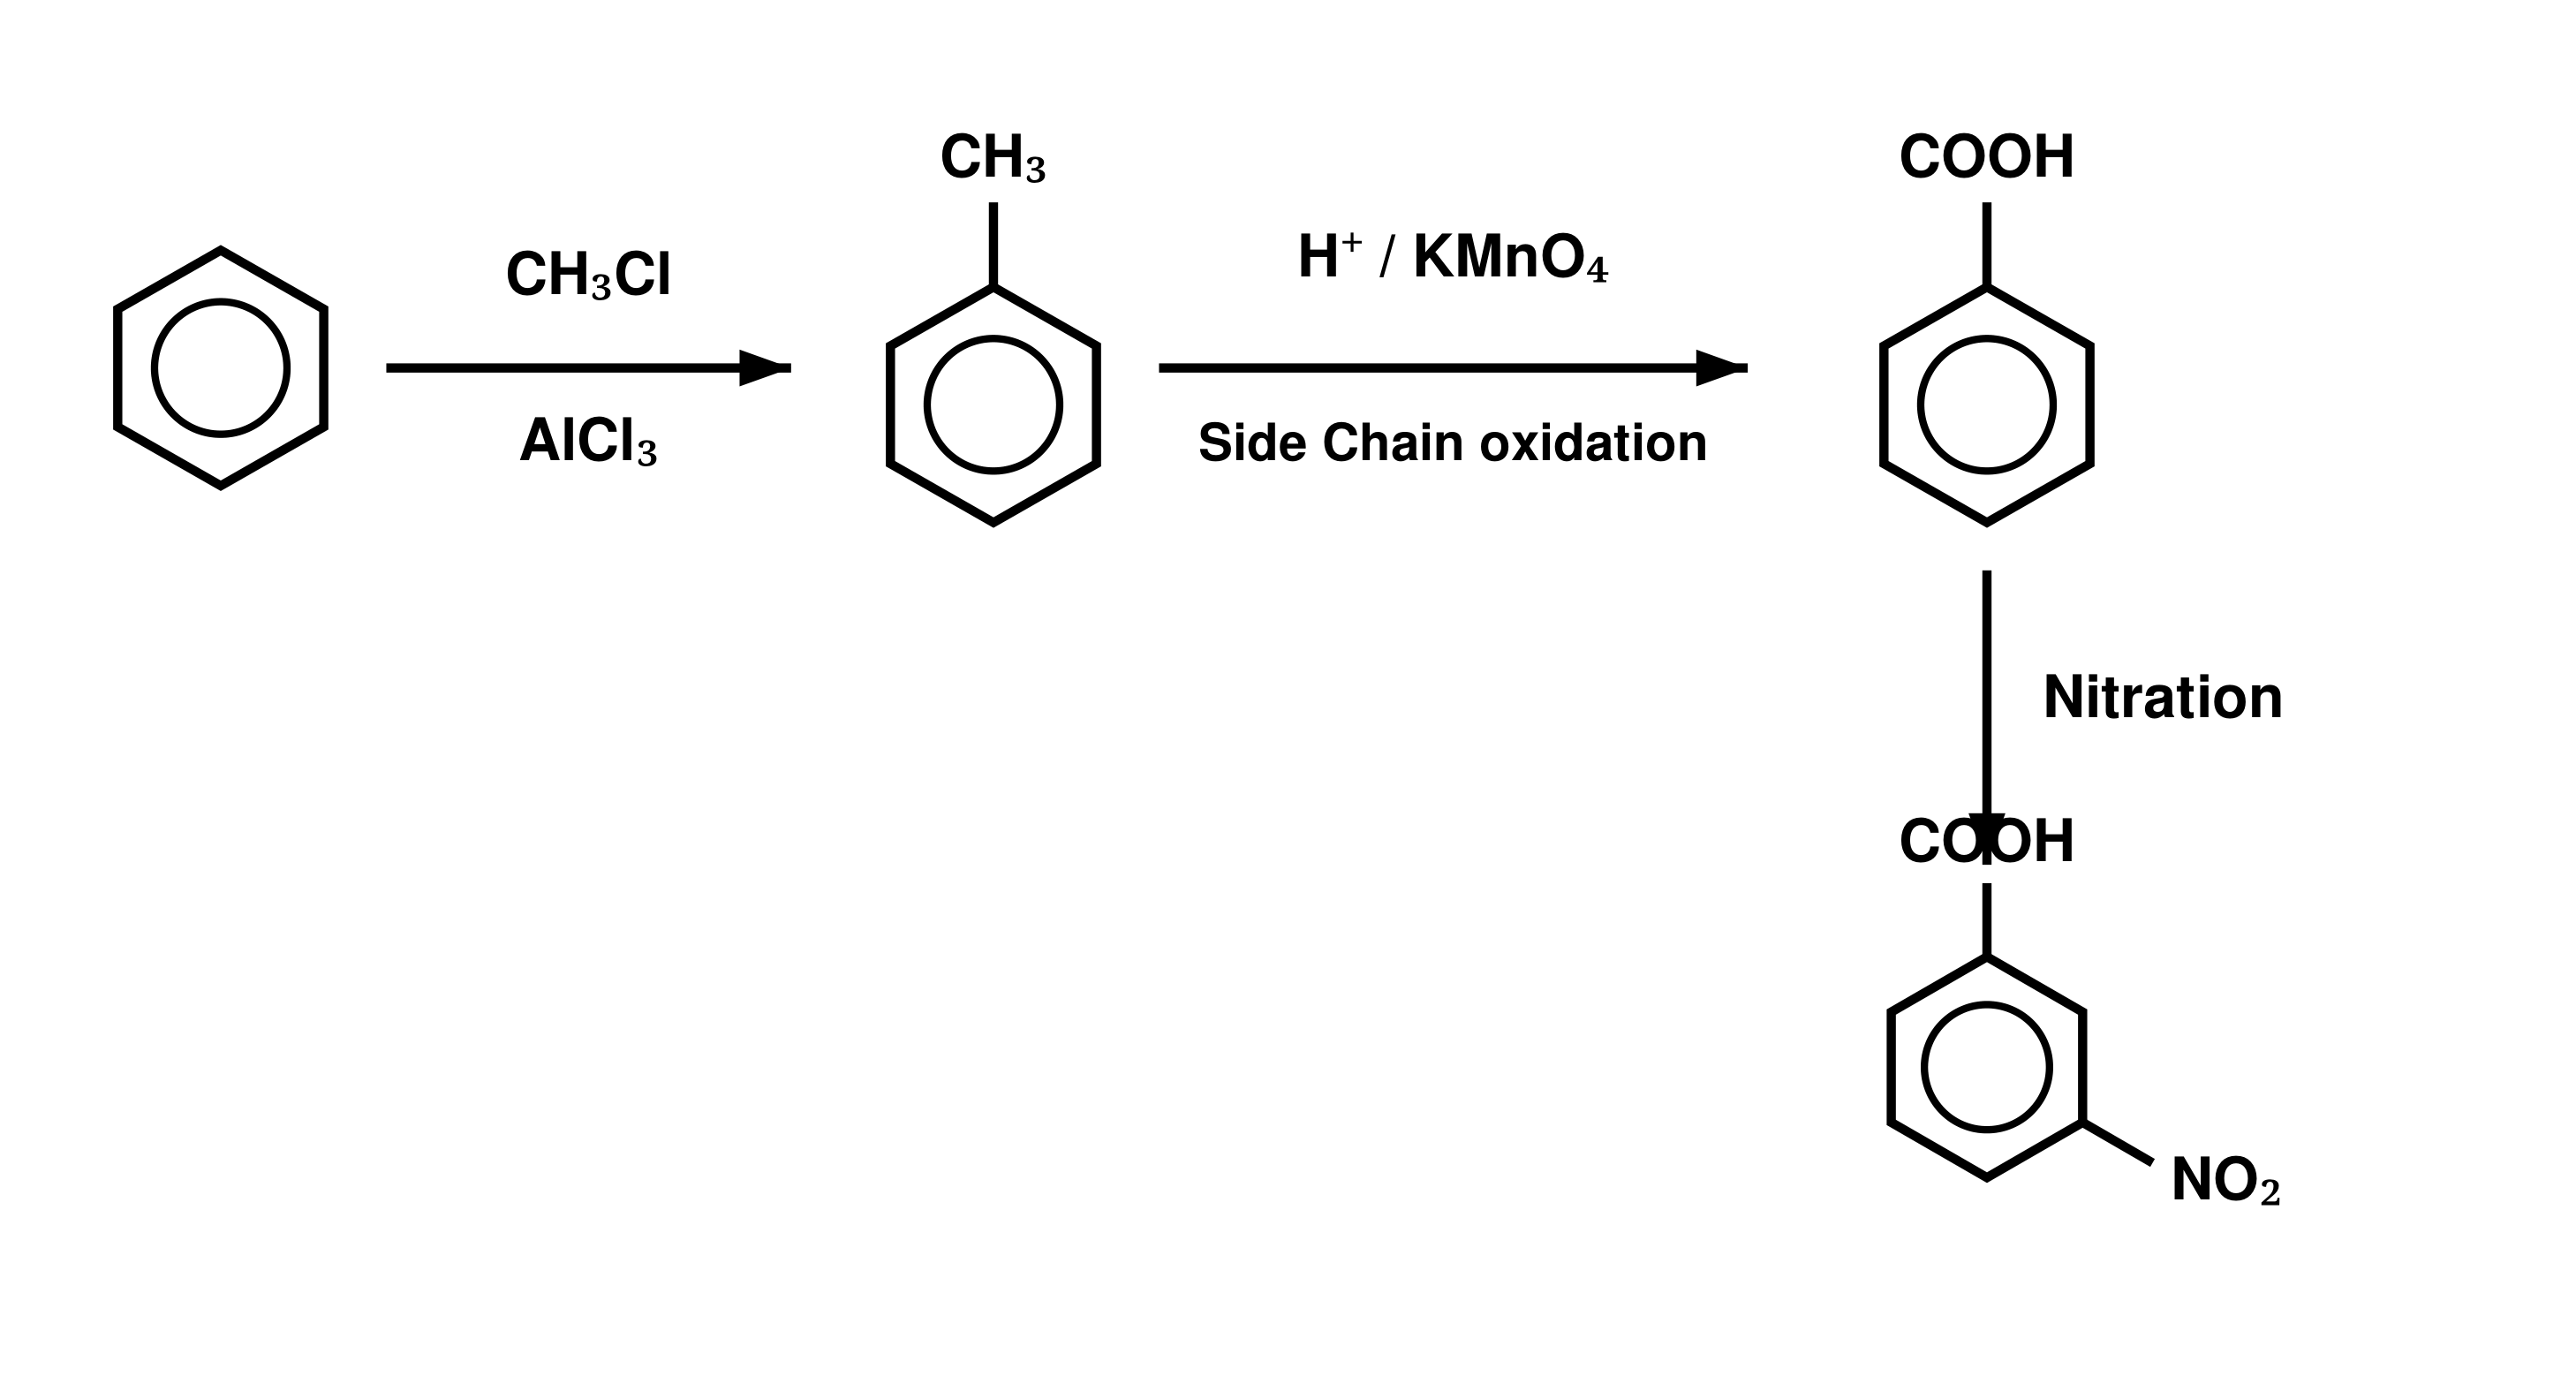 CH₃
COOH
CH₃Cl
H⁺ / KMnO₄
AlCl₃
Side Chain oxidation
Nitration
COOH
NO₂